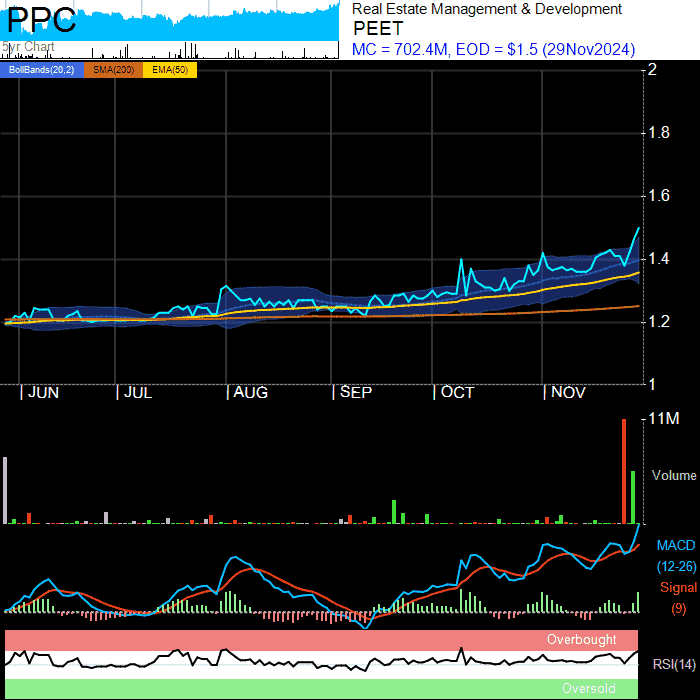 PPC
5yr Chart
Real Estate Management & Development
PEET
MC = 702.4M, EOD = $1.5 (29Nov2024)
BollBands(20,2) SMA(200) EMA(50)
2
1.8
1.6
1.4
1.2
1
JUN JUL AUG SEP OCT NOV
11M
Volume
MACD
(12-26)
Signal
(9)
Overbought
RSI(14)
Oversold